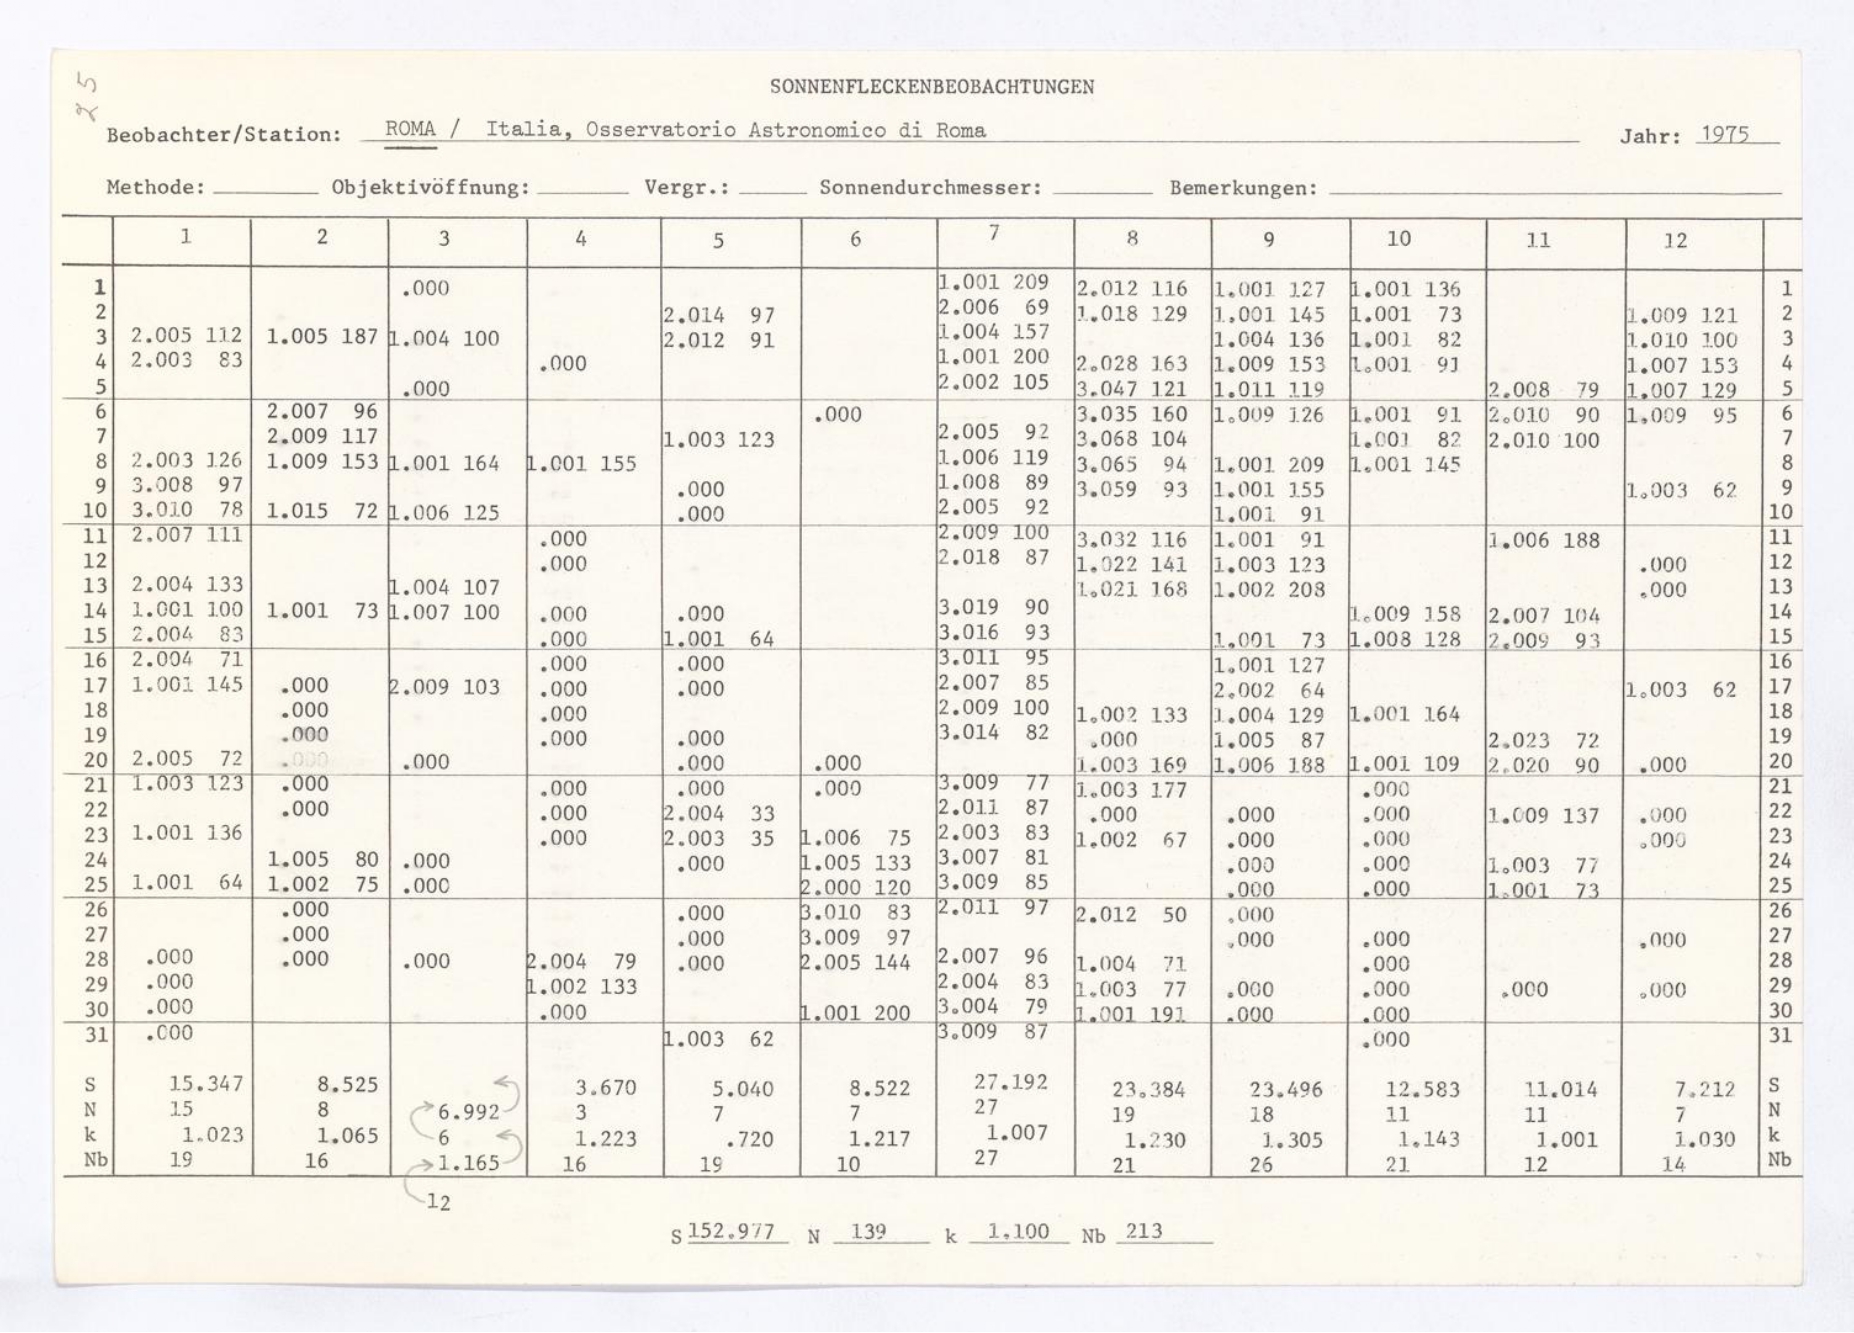 25
SONNENFLECKENBEOBACHTUNGEN
Beobachter/Station: ROMA / Italia, Osservatorio Astronomico di Roma Jahr: 1975
Methode: Objektivöffnung: Vergr.: Sonnendurchmesser: Bemerkungen:
1 2 3 4 5 6 7 8 9 10 11 12
1 .000 1.001 209 2.012 116 1.001 127 1.001 136 1
2 2.014 97 2.006 69 1.018 129 1.001 145 1.001 73 1.009 121 2
3 2.005 112 1.005 187 1.004 100 2.012 91 1.004 157 1.004 136 1.001 82 1.010 100 3
4 2.003 83 .000 1.001 200 2.028 163 1.009 153 1.001 91 1.007 153 4
5 .000 2.002 105 3.047 121 1.011 119 2.008 79 1.007 129 5
6 2.007 96 .000 3.035 160 1.009 126 1.001 91 2.010 90 1.009 95 6
7 2.009 117 1.003 123 2.005 92 3.068 104 1.001 82 2.010 100 7
8 2.003 126 1.009 153 1.001 164 1.001 155 1.006 119 3.065 94 1.001 209 1.001 145 8
9 3.008 97 .000 1.008 89 3.059 93 1.001 155 1.003 62 9
10 3.010 78 1.015 72 1.006 125 .000 2.005 92 1.001 91 10
11 2.007 111 .000 2.009 100 3.032 116 1.001 91 1.006 188 11
12 .000 2.018 87 1.022 141 1.003 123 .000 12
13 2.004 133 1.004 107 1.021 168 1.002 208 .000 13
14 1.001 100 1.001 73 1.007 100 .000 .000 3.019 90 1.009 158 2.007 104 14
15 2.004 83 .000 1.001 64 3.016 93 1.001 73 1.008 128 2.009 93 15
16 2.004 71 .000 .000 3.011 95 1.001 127 16
17 1.001 145 .000 2.009 103 .000 .000 2.007 85 2.002 64 1.003 62 17
18 .000 .000 2.009 100 1.002 133 1.004 129 1.001 164 18
19 .000 .000 .000 3.014 82 .000 1.005 87 2.023 72 19
20 2.005 72 .000 .000 .000 .000 1.003 169 1.006 188 1.001 109 2.020 90 .000 20
21 1.003 123 .000 .000 .000 .000 3.009 77 1.003 177 .000 21
22 .000 .000 2.004 33 2.011 87 .000 .000 .000 1.009 137 .000 22
23 1.001 136 .000 2.003 35 1.006 75 2.003 83 1.002 67 .000 .000 .000 23
24 1.005 80 .000 .000 1.005 133 3.007 81 .000 .000 1.003 77 24
25 1.001 64 1.002 75 .000 2.000 120 3.009 85 .000 .000 1.001 73 25
26 .000 .000 3.010 83 2.011 97 2.012 50 .000 26
27 .000 .000 3.009 97 .000 .000 .000 27
28 .000 .000 .000 2.004 79 .000 2.005 144 2.007 96 1.004 71 .000 28
29 .000 1.002 133 2.004 83 1.003 77 .000 .000 .000 .000 29
30 .000 .000 1.001 200 3.004 79 1.001 191 .000 .000 30
31 .000 1.003 62 3.009 87 .000 31
S 15.347 8.525 3.670 5.040 8.522 27.192 23.384 23.496 12.583 11.014 7.212 S
N 15 8 6.992 3 7 7 27 19 18 11 11 7 N
k 1.023 1.065 6 1.223 .720 1.217 1.007 1.230 1.305 1.143 1.001 1.030 k
Nb 19 16 1.165 16 19 10 27 21 26 21 12 14 Nb
12
S 152.977 N 139 k 1.100 Nb 213